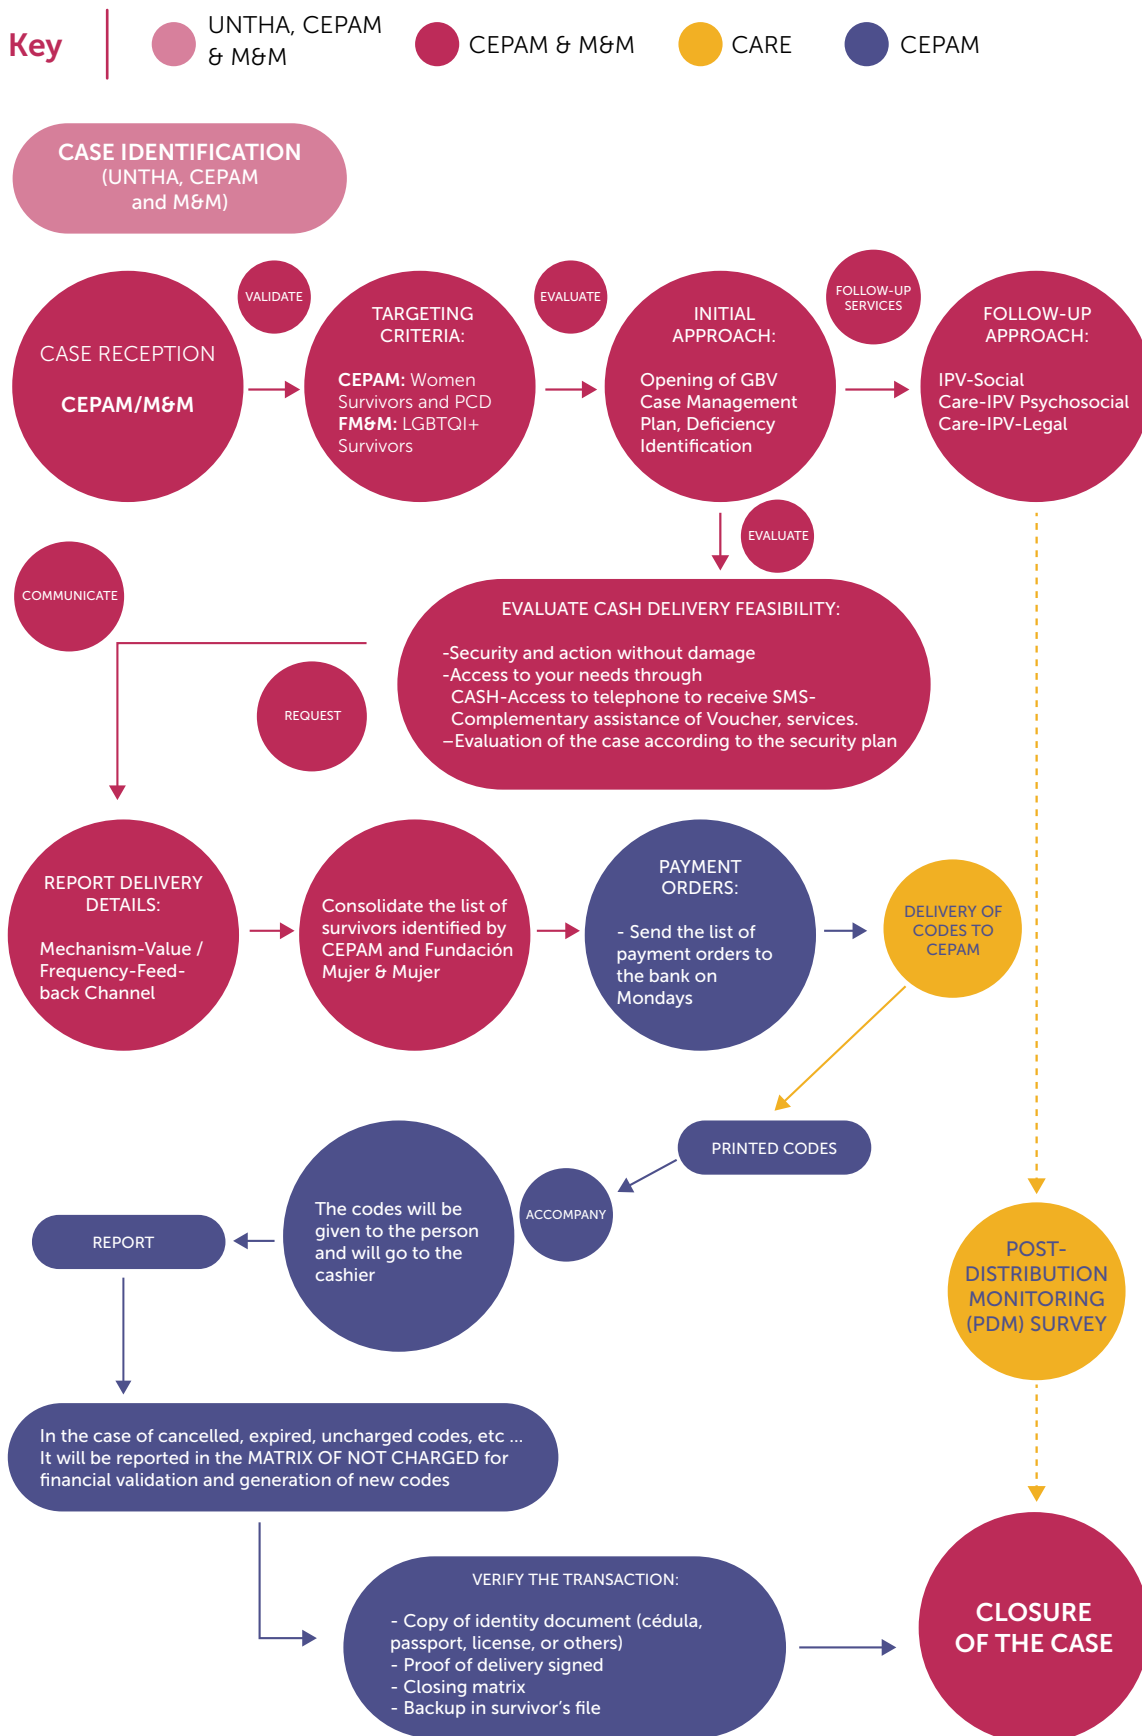 Key
UNTHA, CEPAM
& M&M
CEPAM & M&M
CARE
CEPAM
CASE IDENTIFICATION
(UNTHA, CEPAM
and M&M)
CASE RECEPTION
CEPAM/M&M
VALIDATE
TARGETING
CRITERIA:
CEPAM: Women
Survivors and PCD
FM&M: LGBTQI+
Survivors
EVALUATE
INITIAL
APPROACH:
Opening of GBV
Case Management
Plan, Deficiency
Identification
FOLLOW-UP
SERVICES
FOLLOW-UP
APPROACH:
IPV-Social
Care-IPV Psychosocial
Care-IPV-Legal
EVALUATE
COMMUNICATE
EVALUATE CASH DELIVERY FEASIBILITY:
-Security and action without damage
-Access to your needs through
CASH-Access to telephone to receive SMS-
Complementary assistance of Voucher, services.
–Evaluation of the case according to the security plan
REQUEST
REPORT DELIVERY
DETAILS:
Mechanism-Value /
Frequency-Feed-
back Channel
Consolidate the list of
survivors identified by
CEPAM and Fundación
Mujer & Mujer
PAYMENT
ORDERS:
- Send the list of
payment orders to
the bank on
Mondays
DELIVERY OF
CODES TO
CEPAM
PRINTED CODES
ACCOMPANY
The codes will be
given to the person
and will go to the
cashier
REPORT
POST-
DISTRIBUTION
MONITORING
(PDM) SURVEY
In the case of cancelled, expired, uncharged codes, etc ...
It will be reported in the MATRIX OF NOT CHARGED for
financial validation and generation of new codes
VERIFY THE TRANSACTION:
- Copy of identity document (cédula,
passport, license, or others)
- Proof of delivery signed
- Closing matrix
- Backup in survivor's file
CLOSURE
OF THE CASE